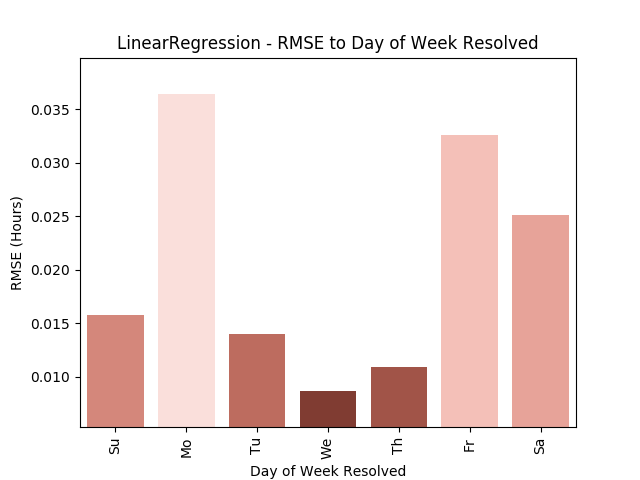 LinearRegression - RMSE to Day of Week Resolved
RMSE (Hours)
0.035
0.030
0.025
0.020
0.015
0.010
Su Mo Tu We Th Fr Sa
Day of Week Resolved